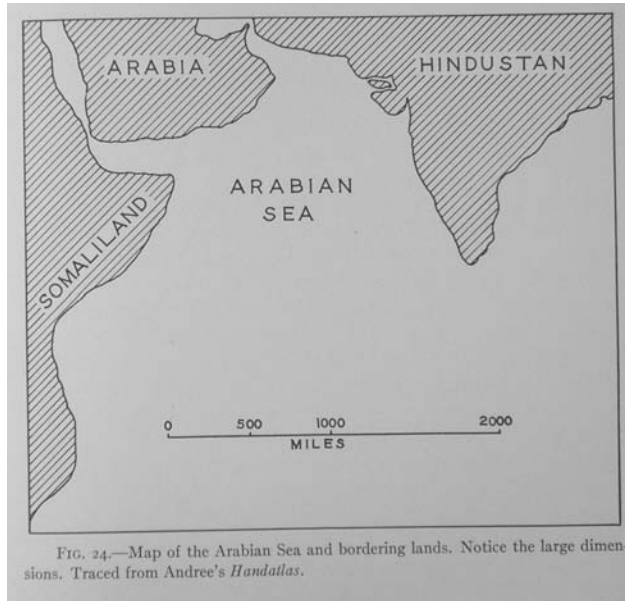 ARABIA
HINDUSTAN
ARABIAN
SEA
SOMALILAND
0 500 1000 2000
MILES
FIG. 24.—Map of the Arabian Sea and bordering lands. Notice the large dimen-
sions. Traced from Andree's Handatlas.